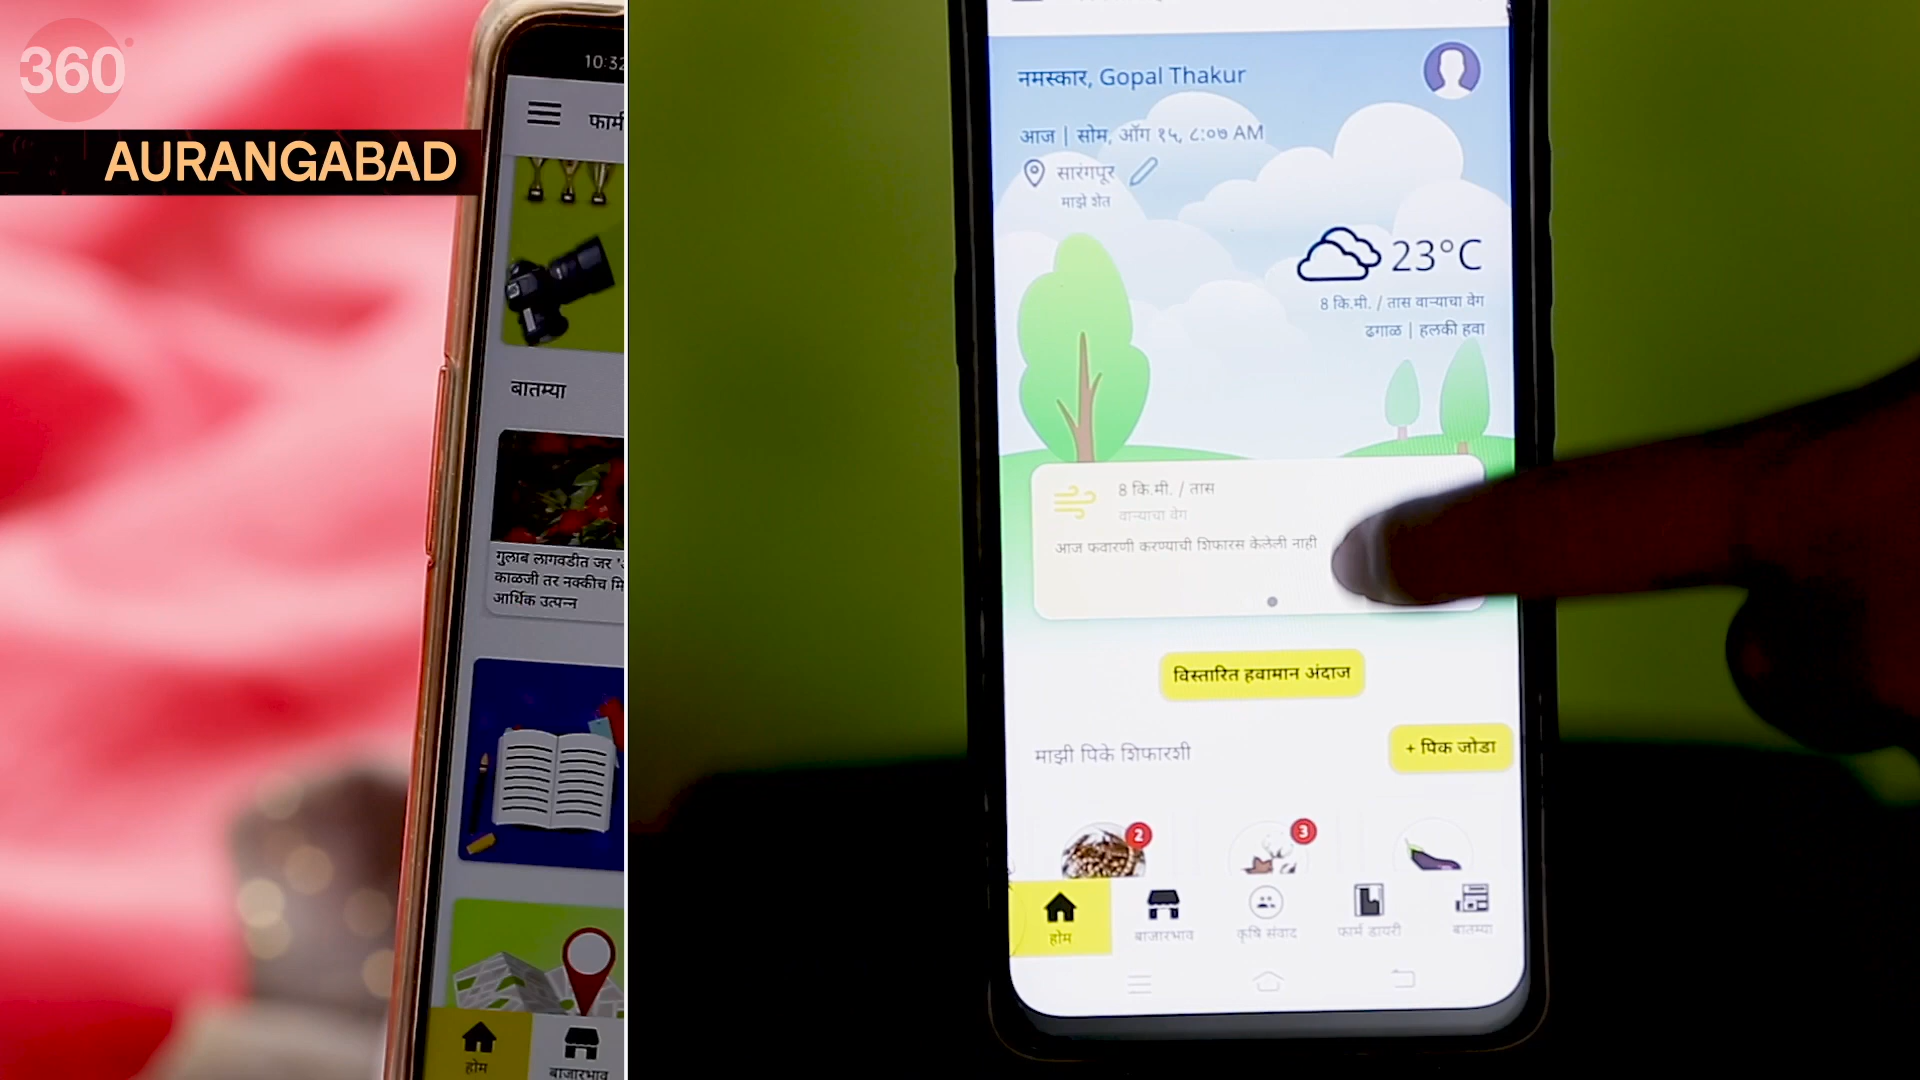 360°
AURANGABAD
10:32
फार्म
बातम्या
गुलाब लागवडीत जर
काळजी तर नक्कीच मि
आर्थिक उत्पन्न
होम
बाजारभाव
नमस्कार, Gopal Thakur
आज | सोम, ऑग १५, ८:०७ AM
सारंगपूर
माझे शेत
23°C
8 कि.मी. / तास वाऱ्याचा वेग
ढगाळ | हलकी हवा
8 कि.मी. / तास
वाऱ्याचा वेग
आज फवारणी करण्याची शिफारस केलेली नाही
विस्तारित हवामान अंदाज
माझी पिके शिफारशी
+ पिक जोडा
2
3
होम
बाजारभाव
कृषि संवाद
फार्म डायरी
बातम्या